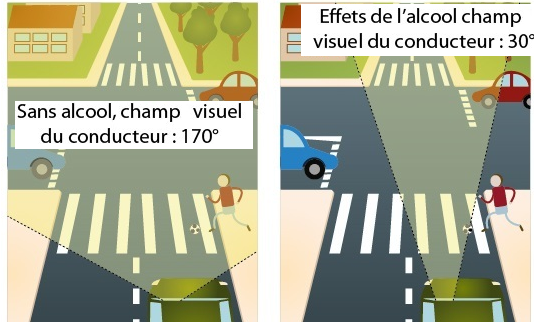 Sans alcool, champ visuel
du conducteur : 170°
Effets de l'alcool champ
visuel du conducteur : 30°